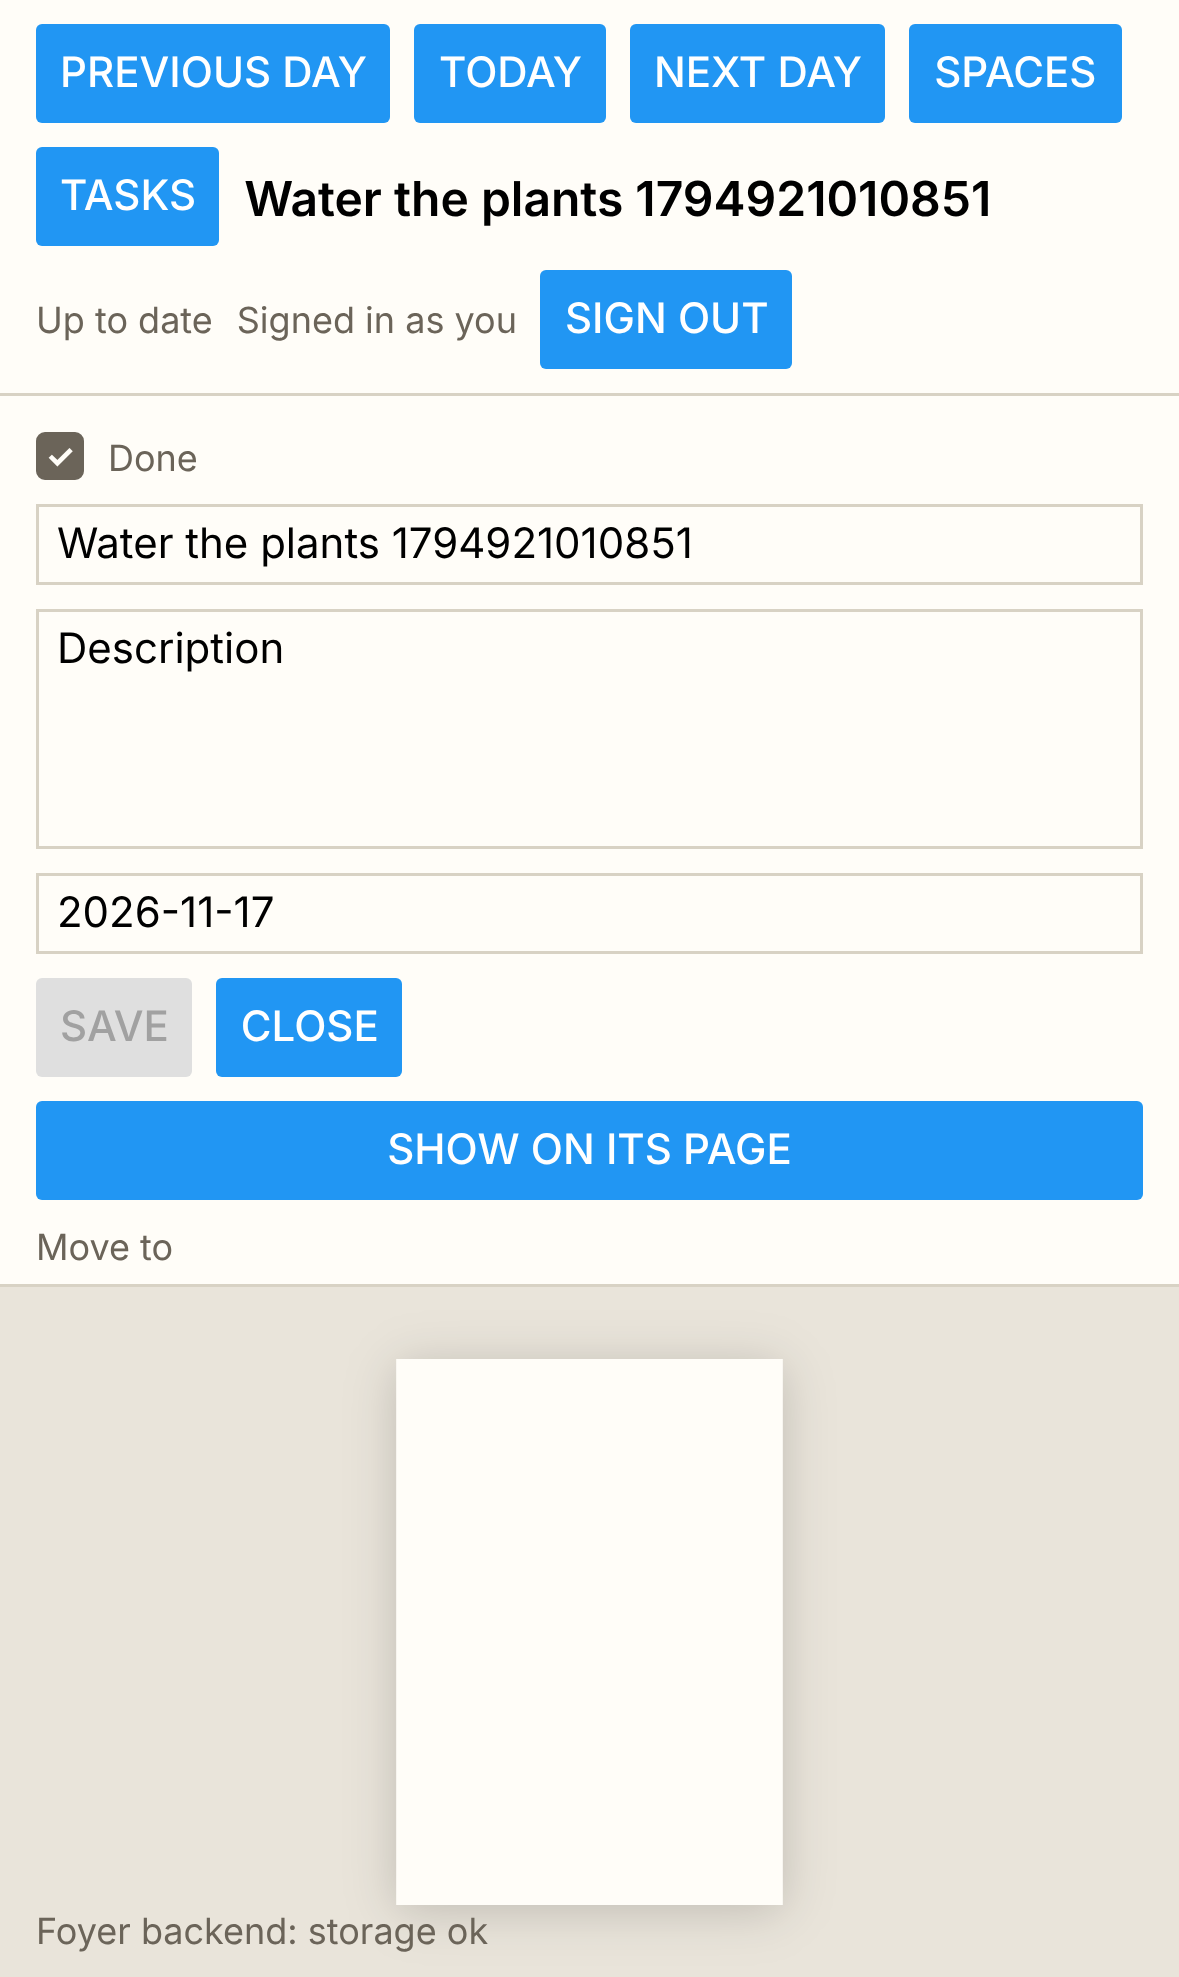 PREVIOUS DAY TODAY NEXT DAY SPACES
TASKS Water the plants 1794921010851
Up to date Signed in as you SIGN OUT
Done
Water the plants 1794921010851
Description
2026-11-17
SAVE CLOSE
SHOW ON ITS PAGE
Move to
Foyer backend: storage ok